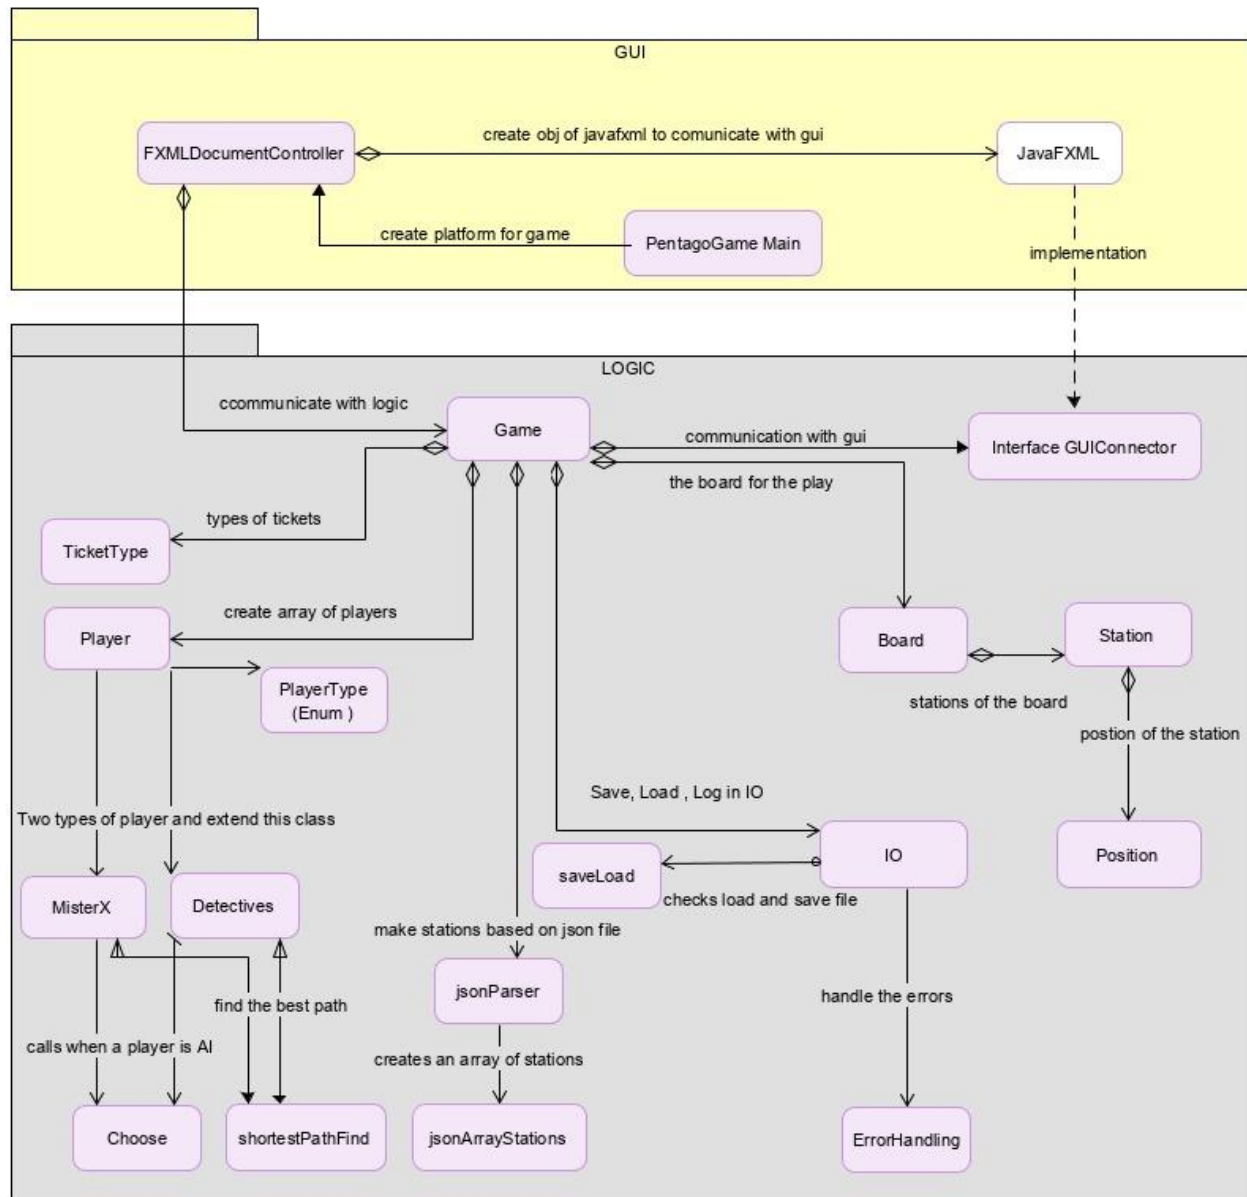 GUI
create obj of javafxml to comunicate with gui
FXMLDocumentController
JavaFXML
create platform for game
PentagoGame Main
implementation
LOGIC
ccommunicate with logic
Game
communication with gui
Interface GUIConnector
the board for the play
types of tickets
TicketType
create array of players
Player
Board
Station
PlayerType
(Enum )
stations of the board
postion of the station
Save, Load , Log in IO
Two types of player and extend this class
IO
Position
saveLoad
checks load and save file
MisterX
Detectives
make stations based on json file
jsonParser
find the best path
handle the errors
calls when a player is AI
creates an array of stations
Choose
shortestPathFind
jsonArrayStations
ErrorHandling